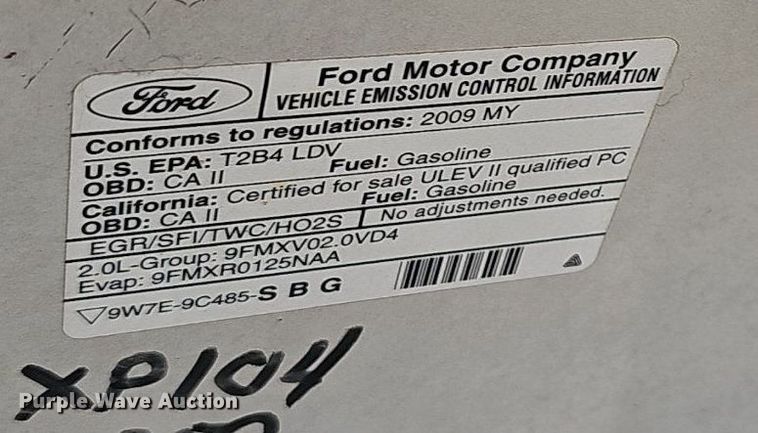 Ford
Ford Motor Company
VEHICLE EMISSION CONTROL INFORMATION
Conforms to regulations: 2009 MY
U.S. EPA: T2B4 LDV
OBD: CA II Fuel: Gasoline
California: Certified for sale ULEV II qualified PC
OBD: CA II Fuel: Gasoline
EGR/SFI/TWC/HO2S No adjustments needed.
2.0L-Group: 9FMXV02.0VD4
Evap: 9FMXR0125NAA
9W7E-9C485-S B G
XP104
Purple Wave Auction